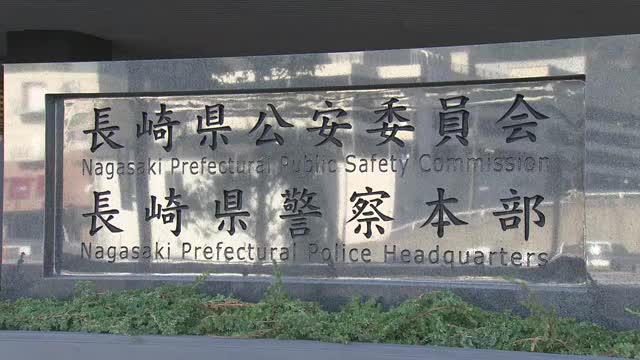 長崎県公安委員会
Nagasaki Prefectural Public Safety Commission
長崎県警察本部
Nagasaki Prefectural Police Headquarters